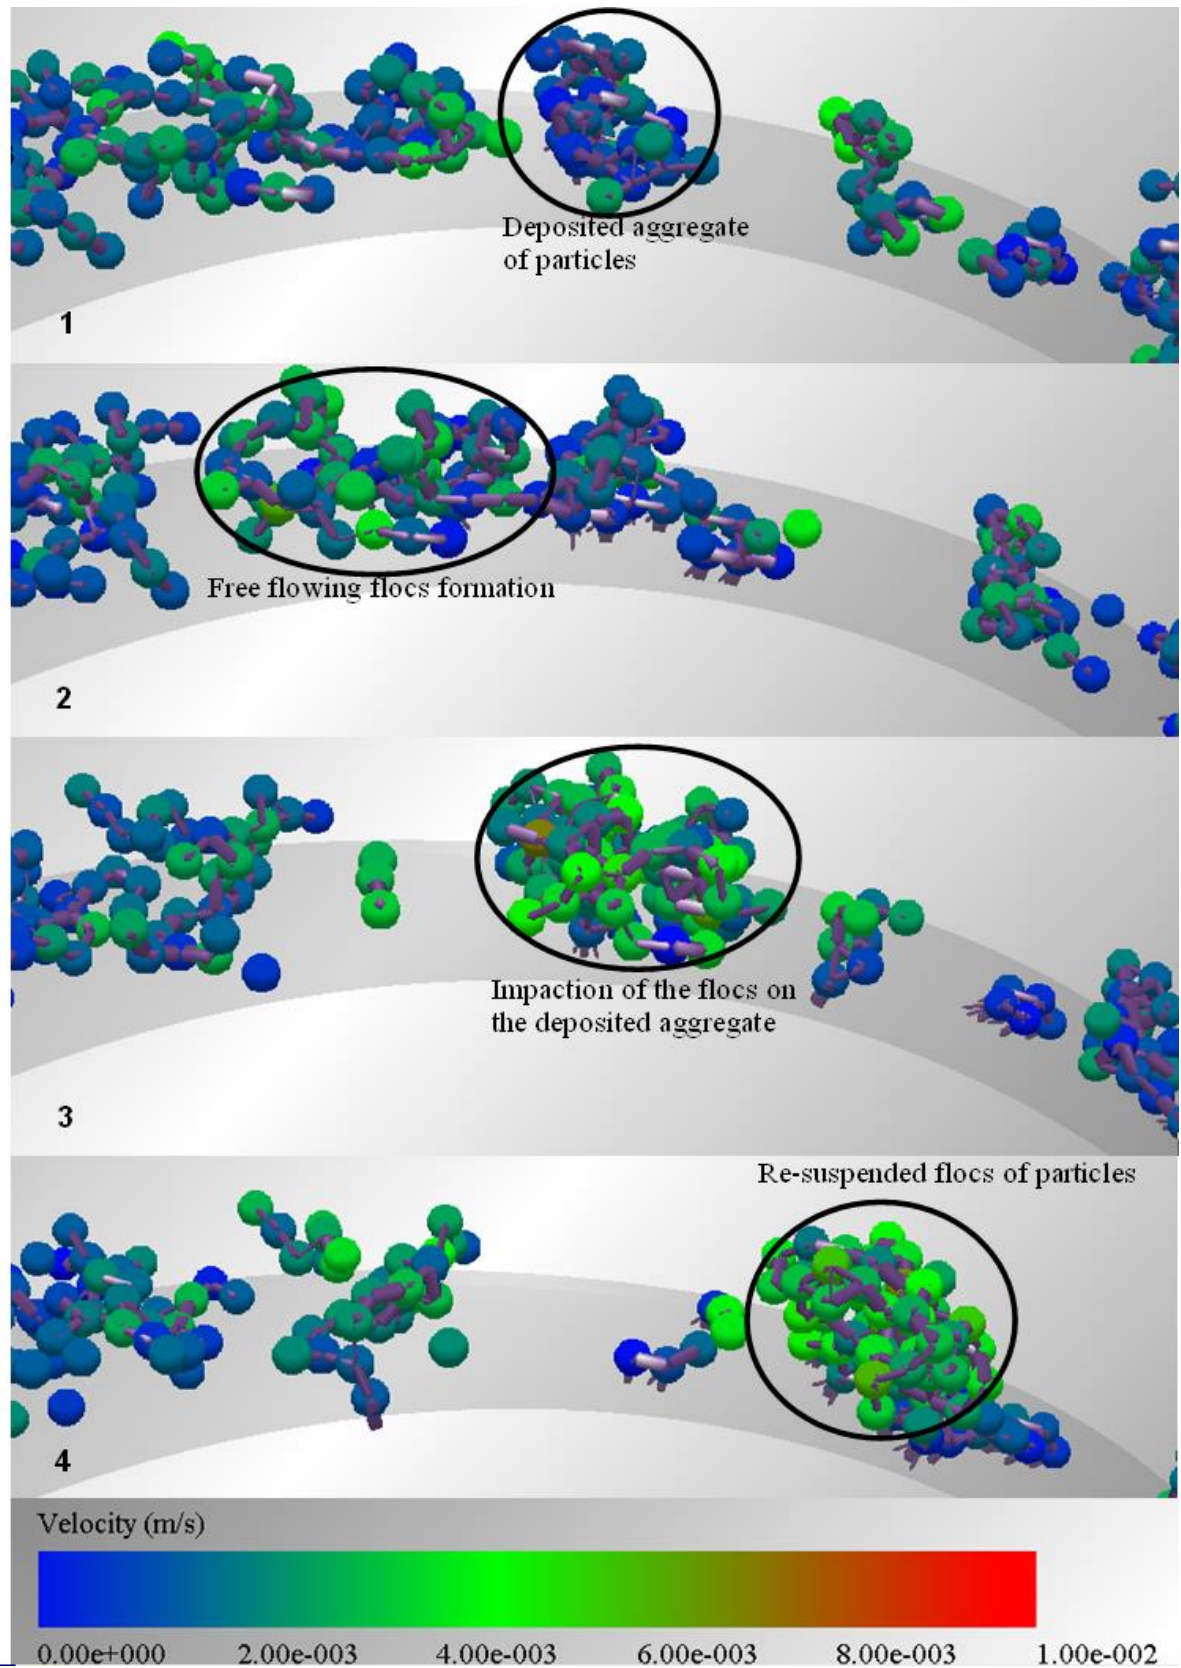 Deposited aggregate
of particles
1
Free flowing flocs formation
2
Impaction of the flocs on
the deposited aggregate
3
Re-suspended flocs of particles
4
Velocity (m/s)
0.00e+000 2.00e-003 4.00e-003 6.00e-003 8.00e-003 1.00e-002